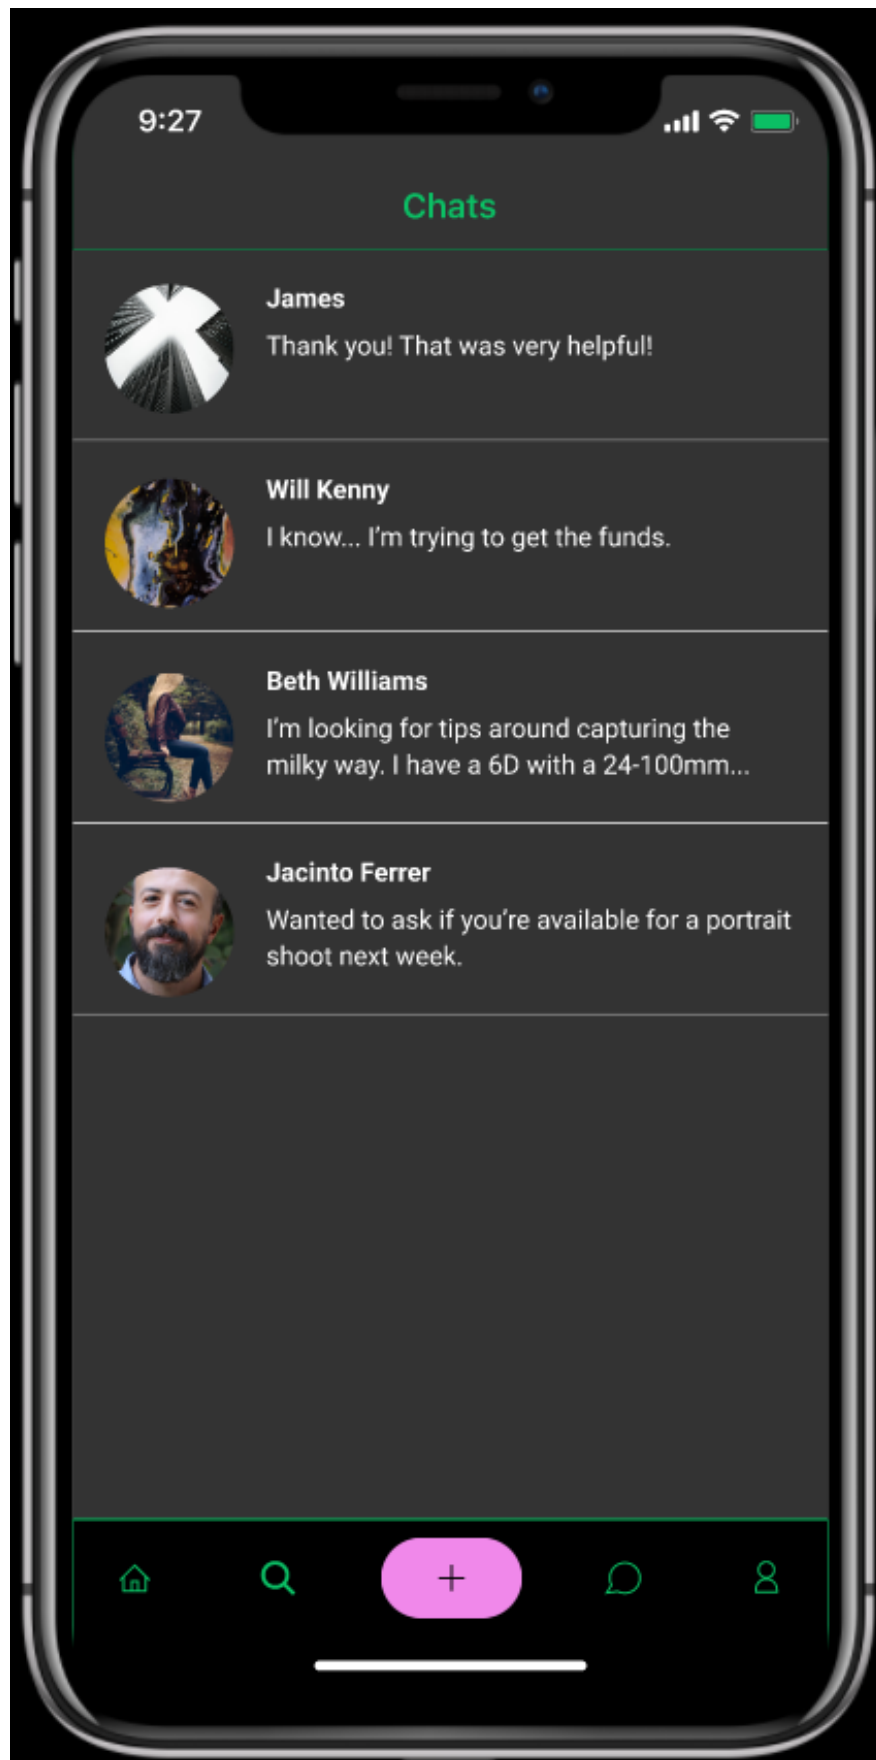 9:27
Chats
James
Thank you! That was very helpful!
Will Kenny
I know... I’m trying to get the funds.
Beth Williams
I’m looking for tips around capturing the
milky way. I have a 6D with a 24-100mm...
Jacinto Ferrer
Wanted to ask if you’re available for a portrait
shoot next week.